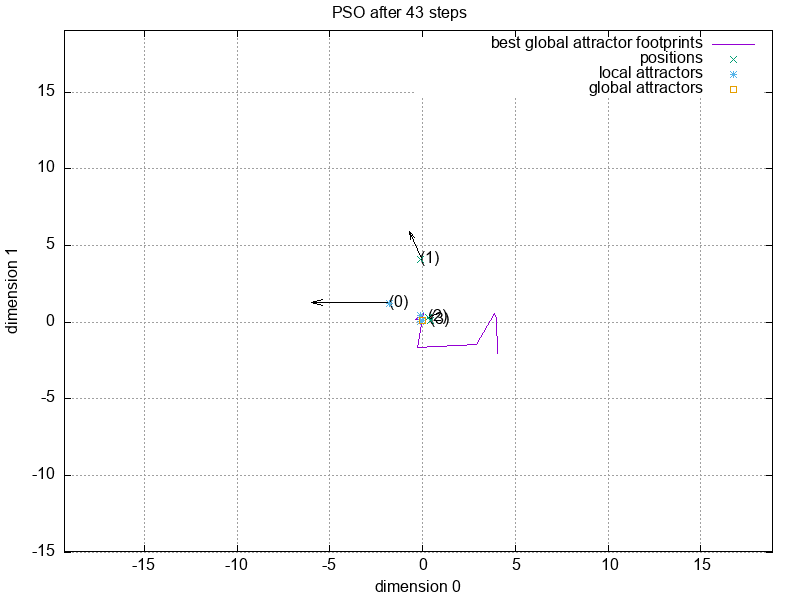 PSO after 43 steps
best global attractor footprints
positions
local attractors
global attractors
15
10
(1)
5
(0)
(2)
(3)
0
-5
-10
-15
-15
-10
-5
0
5
10
15
dimension 0
dimension 1